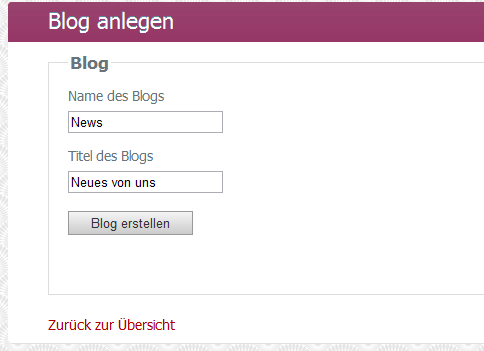 Blog anlegen
Blog
Name des Blogs
News
Titel des Blogs
Neues von uns
Blog erstellen
Zurück zur Übersicht